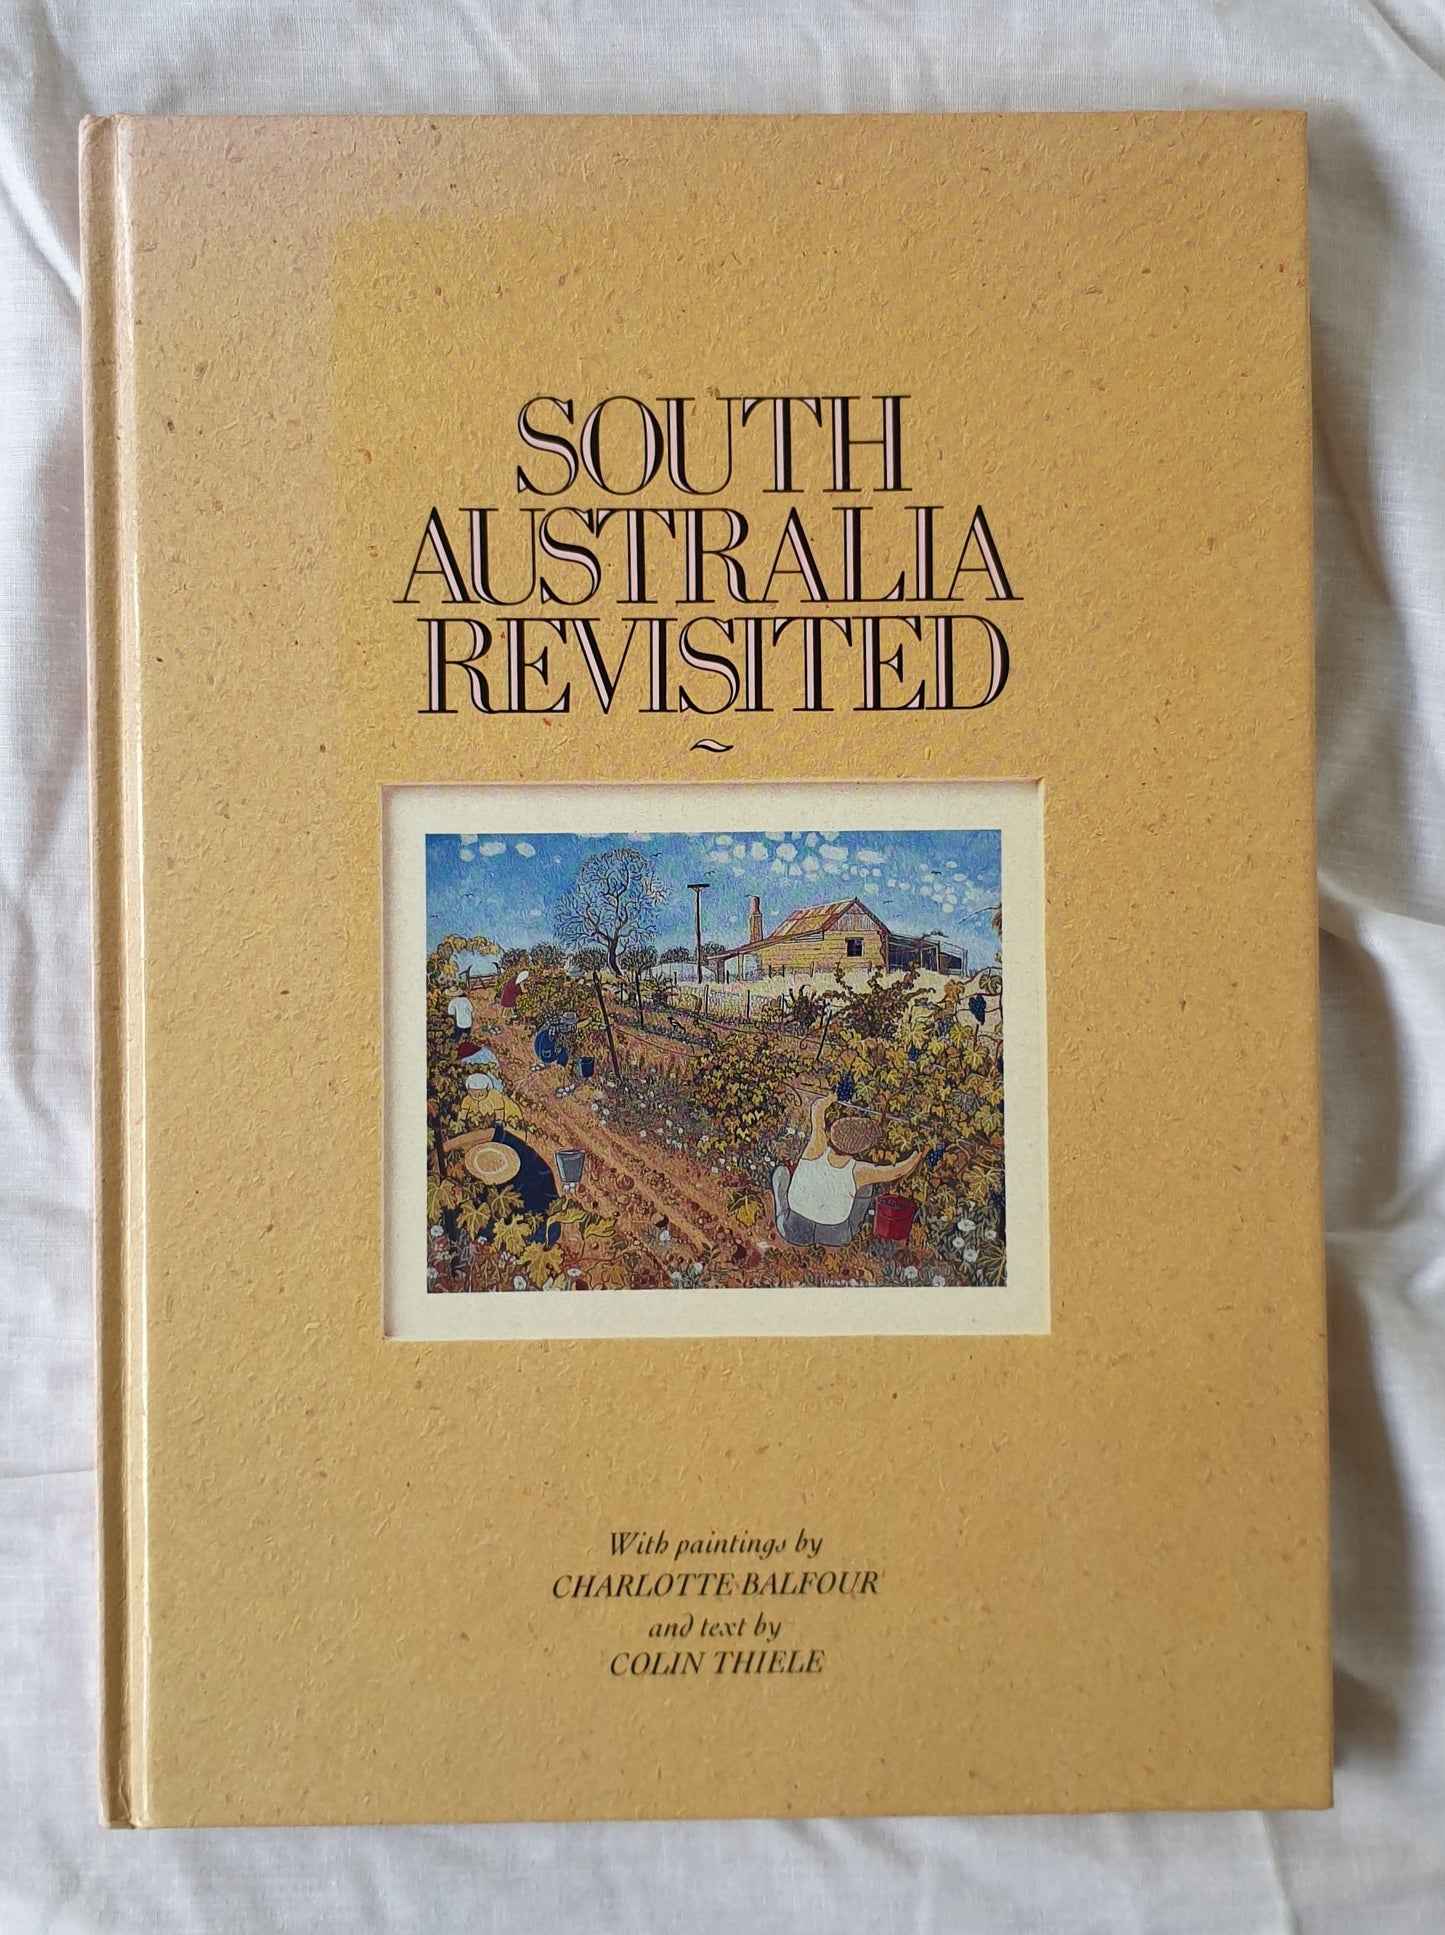 SOUTH
AUSTRALIA
REVISITED
~
With paintings by
CHARLOTTE BALFOUR
and text by
COLIN THIELE